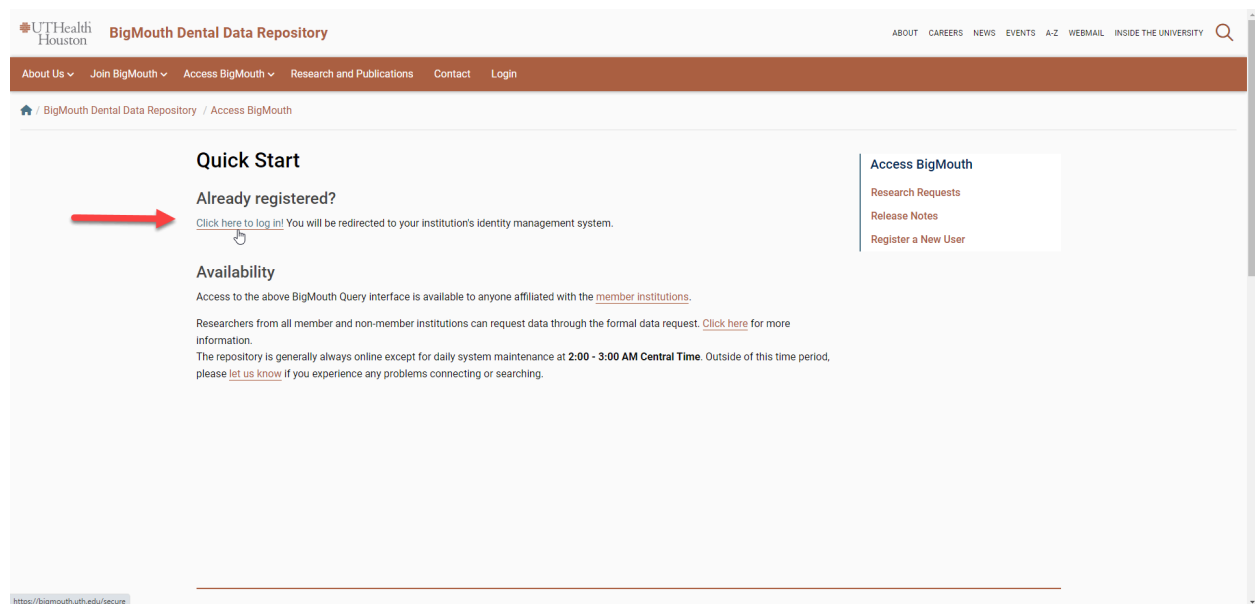 UTHealth
Houston
BigMouth Dental Data Repository
ABOUT CAREERS NEWS EVENTS A-Z WEBMAIL INSIDE THE UNIVERSITY
About Us Join BigMouth Access BigMouth Research and Publications Contact Login
/ BigMouth Dental Data Repository / Access BigMouth
Quick Start
Already registered?
Click here to log in! You will be redirected to your institution's identity management system.
Availability
Access to the above BigMouth Query interface is available to anyone affiliated with the member institutions.
Researchers from all member and non-member institutions can request data through the formal data request. Click here for more
information.
The repository is generally always online except for daily system maintenance at 2:00 - 3:00 AM Central Time. Outside of this time period,
please let us know if you experience any problems connecting or searching.
Access BigMouth
Research Requests
Release Notes
Register a New User
https://bigmouth.uth.edu/secure